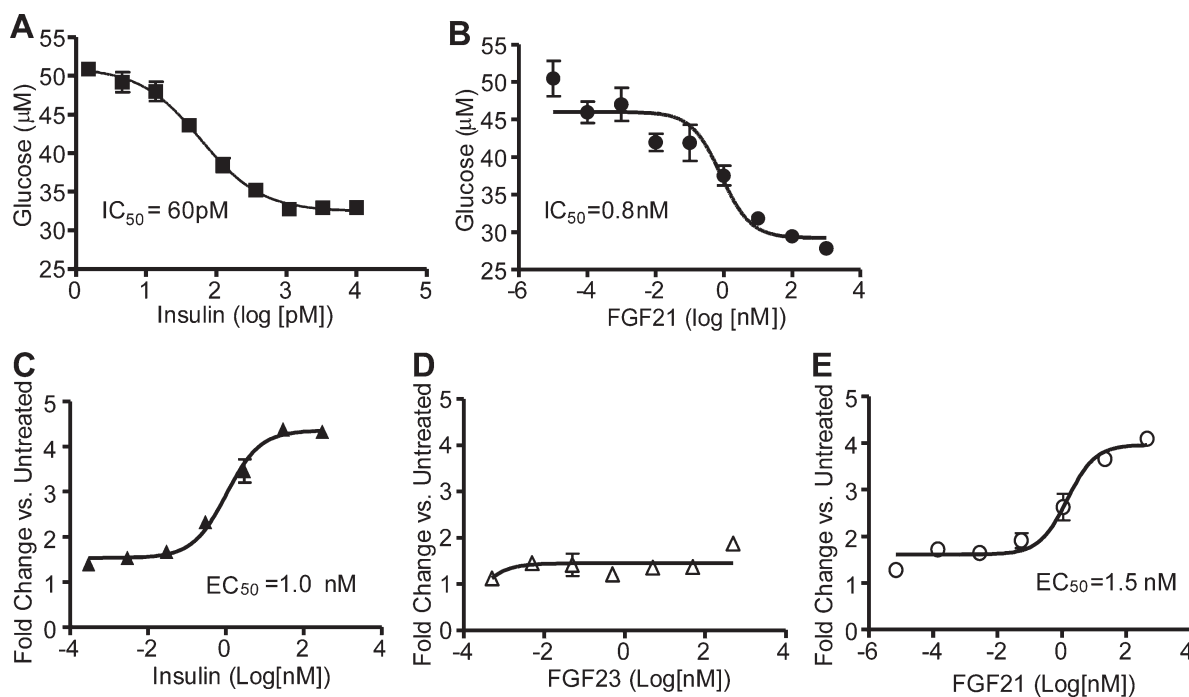 A
55
50
45
40
35
30
25
Glucose (μM)
IC50 = 60pM
0 1 2 3 4 5
Insulin (log [pM])
B
55
50
45
40
35
30
25
Glucose (μM)
IC50=0.8nM
-6 -4 -2 0 2 4
FGF21 (log [nM])
C
5
4
3
2
1
0
Fold Change vs. Untreated
EC50 =1.0 nM
-4 -2 0 2 4
Insulin (Log[nM])
D
5
4
3
2
1
0
Fold Change vs. Untreated
-4 -2 0 2 4
FGF23 (Log[nM])
E
5
4
3
2
1
0
Fold Change vs. Untreated
EC50=1.5 nM
-6 -4 -2 0 2 4
FGF21 (Log[nM])